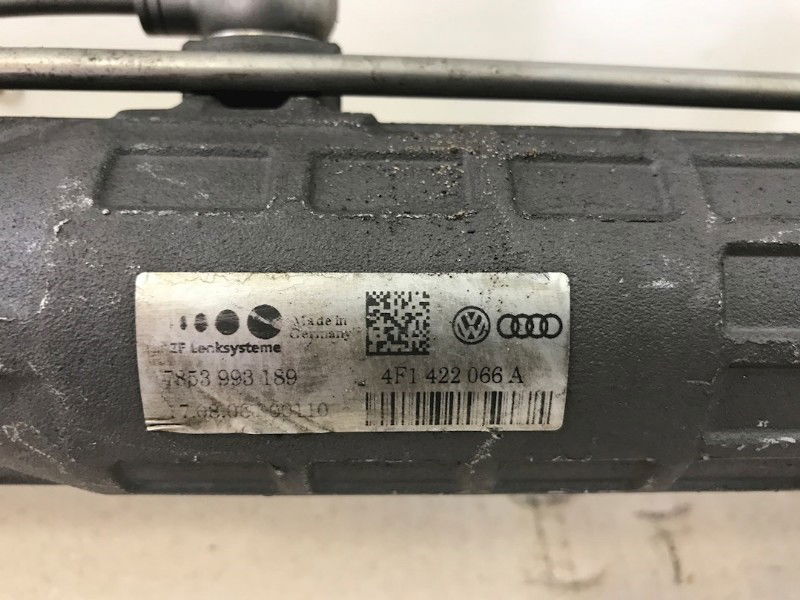 Made in
Germany
ZF Lenksysteme
7853 993 189
4F1 422 066 A